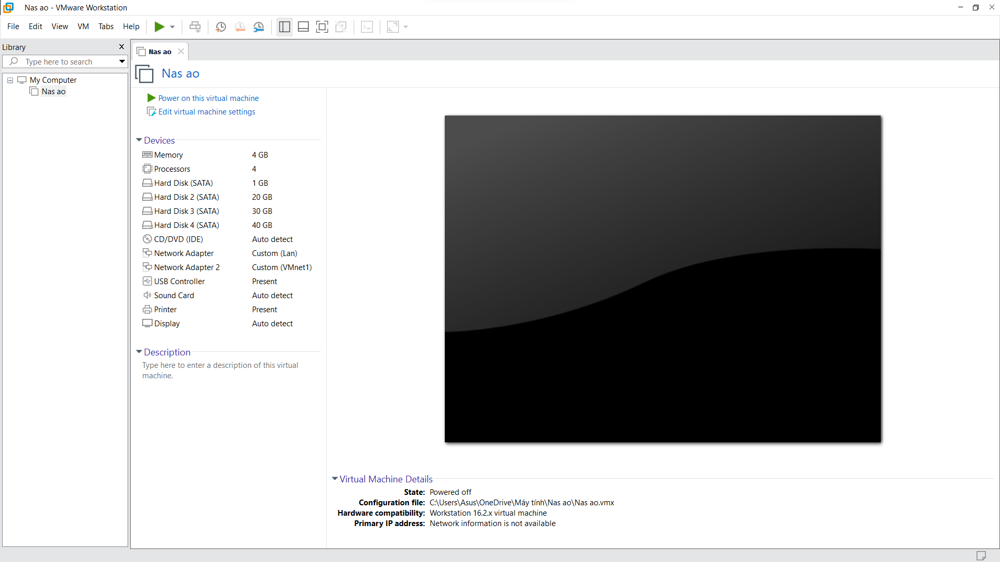 Nas ao - VMware Workstation
File Edit View VM Tabs Help
Library
Type here to search
My Computer
Nas ao
Nas ao
Nas ao
Power on this virtual machine
Edit virtual machine settings
Devices
Memory 4 GB
Processors 4
Hard Disk (SATA) 1 GB
Hard Disk 2 (SATA) 20 GB
Hard Disk 3 (SATA) 30 GB
Hard Disk 4 (SATA) 40 GB
CD/DVD (IDE) Auto detect
Network Adapter Custom (Lan)
Network Adapter 2 Custom (VMnet1)
USB Controller Present
Sound Card Auto detect
Printer Present
Display Auto detect
Description
Type here to enter a description of this virtual
machine.
Virtual Machine Details
State: Powered off
Configuration file: C:\Users\Asus\OneDrive\Máy tính\Nas ao\Nas ao.vmx
Hardware compatibility: Workstation 16.2.x virtual machine
Primary IP address: Network information is not available